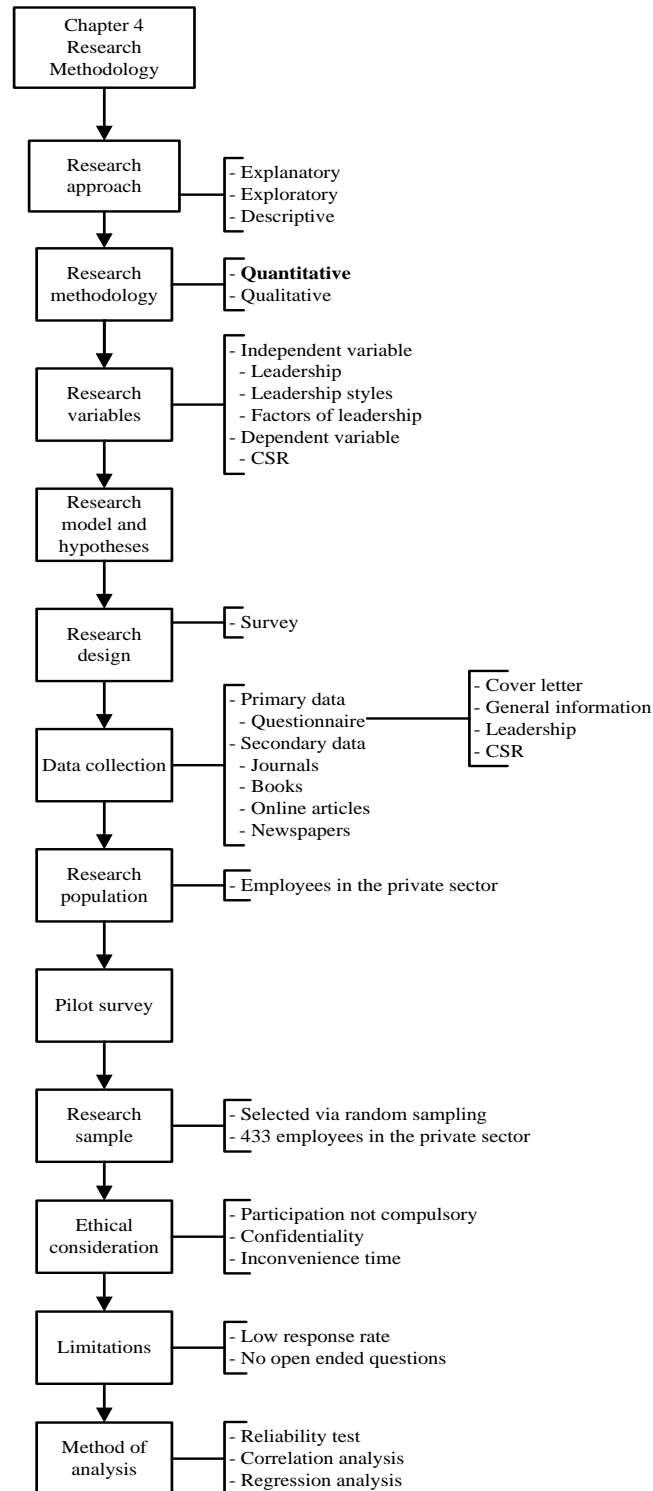 Chapter 4
Research
Methodology
Research
approach
- Explanatory
- Exploratory
- Descriptive
Research
methodology
- Quantitative
- Qualitative
Research
variables
- Independent variable
- Leadership
- Leadership styles
- Factors of leadership
- Dependent variable
- CSR
Research
model and
hypotheses
Research
design
- Survey
Data collection
- Primary data
- Questionnaire
- Secondary data
- Journals
- Books
- Online articles
- Newspapers
- Cover letter
- General information
- Leadership
- CSR
Research
population
- Employees in the private sector
Pilot survey
Research
sample
- Selected via random sampling
- 433 employees in the private sector
Ethical
consideration
- Participation not compulsory
- Confidentiality
- Inconvenience time
Limitations
- Low response rate
- No open ended questions
Method of
analysis
- Reliability test
- Correlation analysis
- Regression analysis